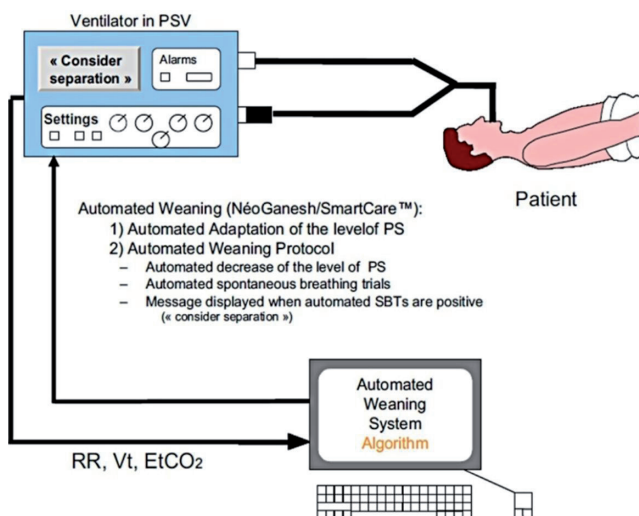 Ventilator in PSV
« Consider
separation »
Alarms
Settings
Patient
Automated Weaning (NéoGanesh/SmartCare™):
1) Automated Adaptation of the levelof PS
2) Automated Weaning Protocol
– Automated decrease of the level of PS
– Automated spontaneous breathing trials
– Message displayed when automated SBTs are positive
(« consider separation »)
Automated
Weaning
System
Algorithm
RR, Vt, EtCO₂